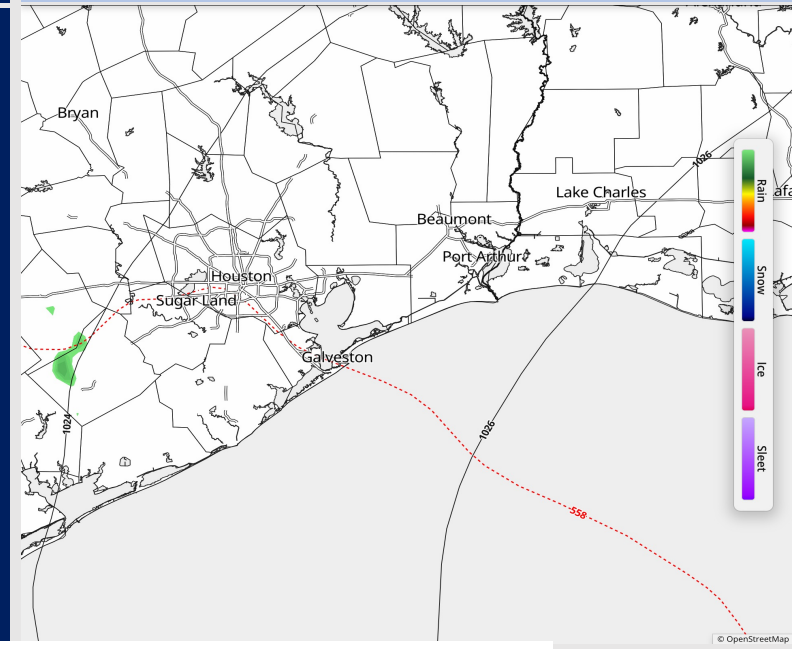 Bryan
1026
Rain
Lake Charles
Beaumont
Port Arthur
Snow
Houston
Sugar Land
Galveston
Ice
1024
1026
Sleet
558
© OpenStreetMap